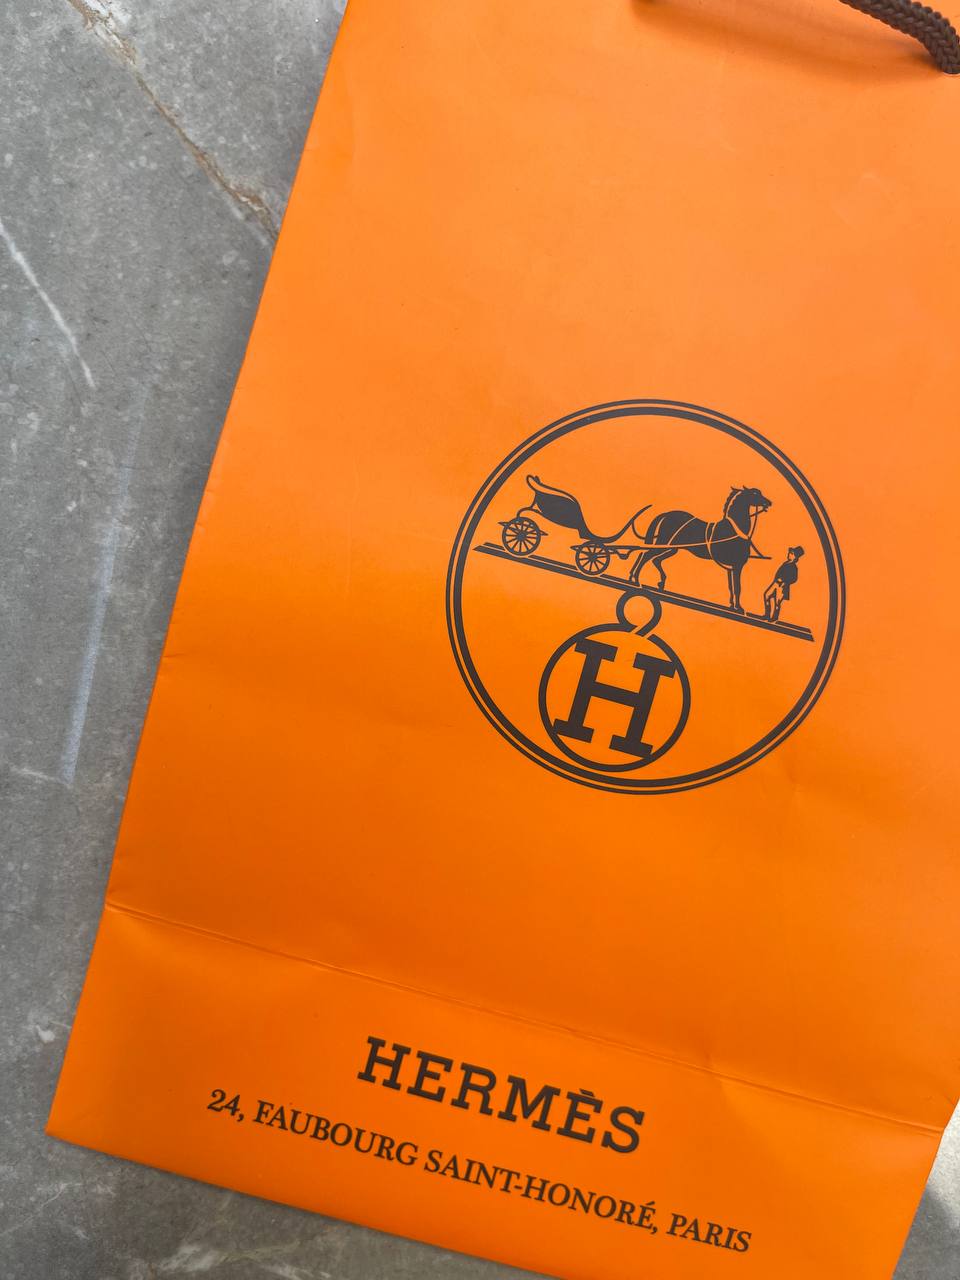 H
HERMÈS
24, FAUBOURG SAINT-HONORÉ, PARIS